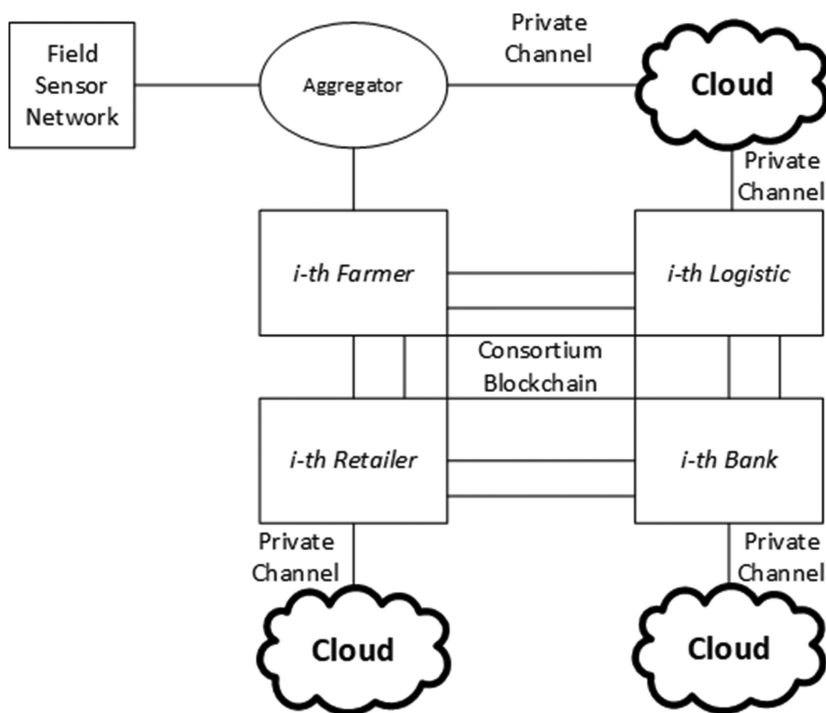 Field
Sensor
Network
Aggregator
Private
Channel
Cloud
Private
Channel
i-th Farmer
i-th Logistic
Consortium
Blockchain
i-th Retailer
i-th Bank
Private
Channel
Private
Channel
Cloud
Cloud